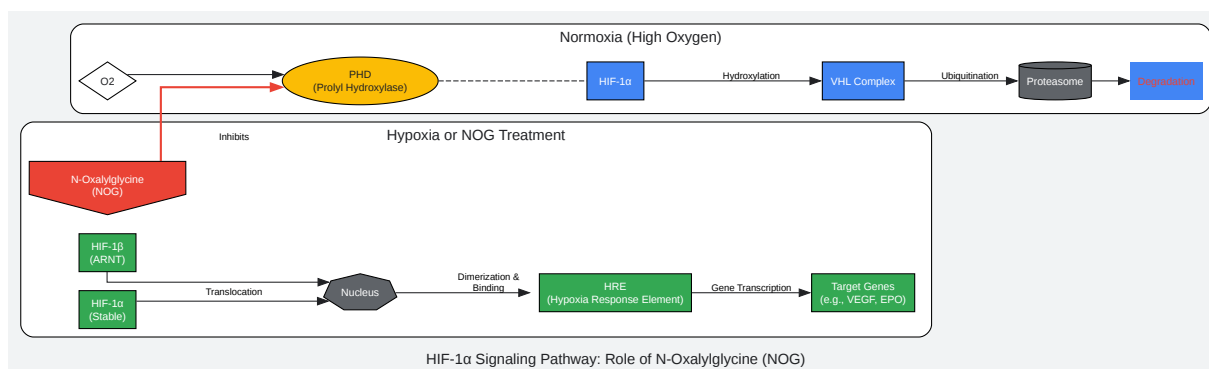 Normoxia (High Oxygen)
O2
PHD
(Prolyl Hydroxylase)
HIF-1α
Hydroxylation
VHL Complex
Ubiquitination
Proteasome
Degradation
Inhibits
Hypoxia or NOG Treatment
N-Oxalylglycine
(NOG)
HIF-1β
(ARNT)
HIF-1α
(Stable)
Translocation
Nucleus
Dimerization &
Binding
HRE
(Hypoxia Response Element)
Gene Transcription
Target Genes
(e.g., VEGF, EPO)
HIF-1α Signaling Pathway: Role of N-Oxalylglycine (NOG)